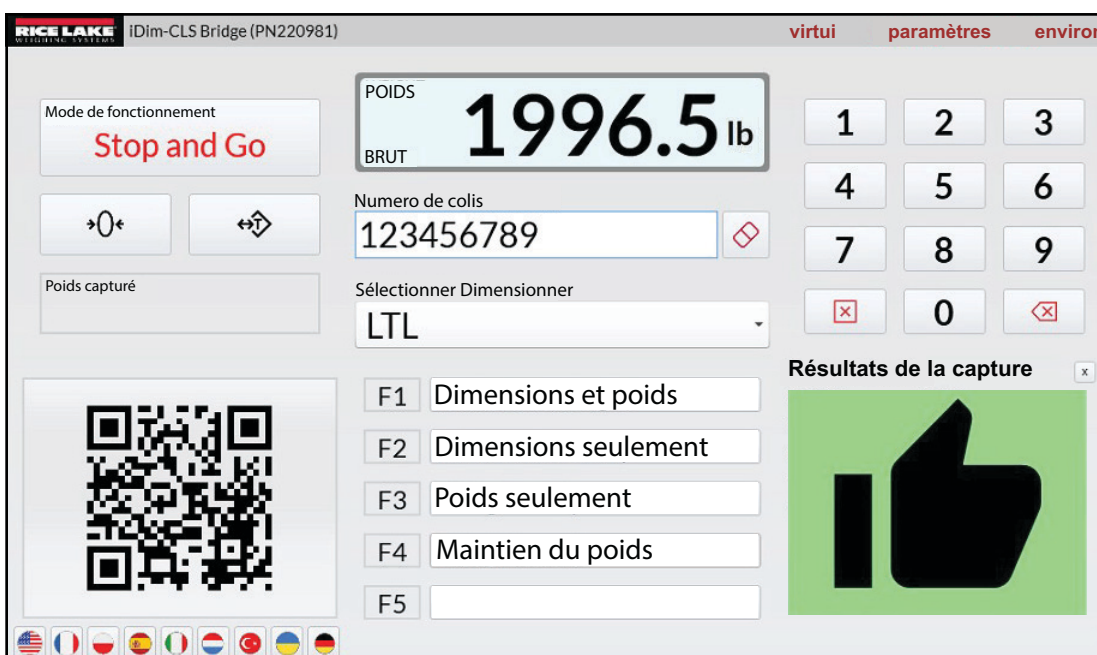 RICE LAKE
WEIGHING SYSTEMS
iDim-CLS Bridge (PN220981)
virtui paramètres environ
Mode de fonctionnement
Stop and Go
POIDS
1996.5 lb
BRUT
1 2 3
4 5 6
7 8 9
0
Numero de colis
123456789
Poids capturé
Sélectionner Dimensionner
LTL
F1 Dimensions et poids
F2 Dimensions seulement
F3 Poids seulement
F4 Maintien du poids
F5
Résultats de la capture x